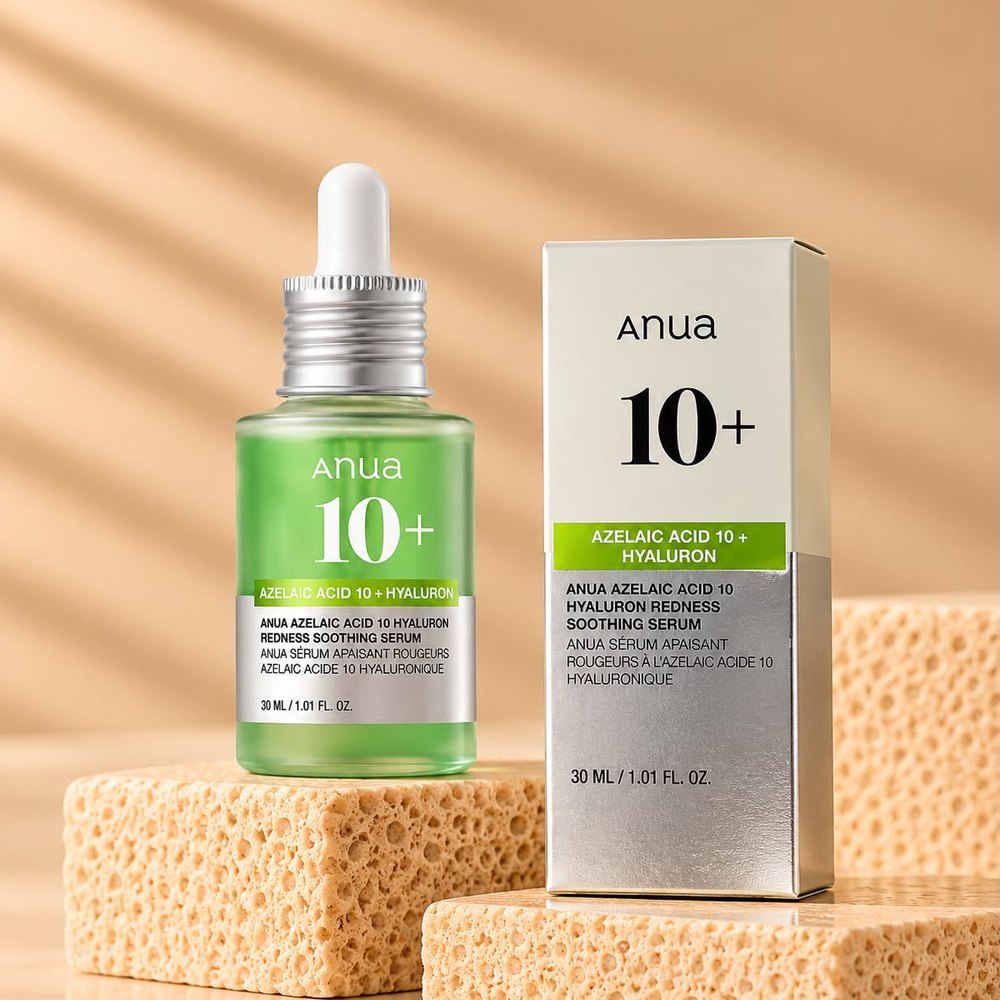 Anua
10+
AZELAIC ACID 10 + HYALURON
ANUA AZELAIC ACID 10 HYALURON
REDNESS SOOTHING SERUM
ANUA SÉRUM APAISANT ROUGEURS
AZELAIC ACIDE 10 HYALURONIQUE
30 ML / 1.01 FL. OZ.
Anua
10+
AZELAIC ACID 10 +
HYALURON
ANUA AZELAIC ACID 10
HYALURON REDNESS
SOOTHING SERUM
ANUA SÉRUM APAISANT
ROUGEURS À L'AZELAIC ACIDE 10
HYALURONIQUE
30 ML / 1.01 FL. OZ.